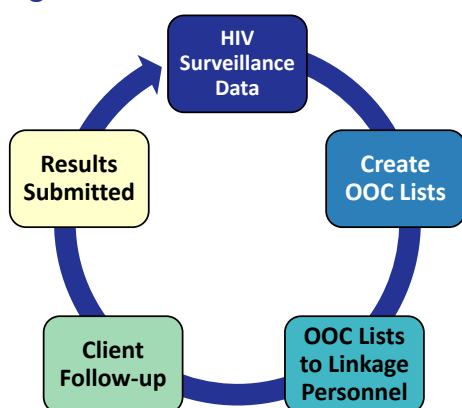 HIV
Surveillance
Data
Create
OOC Lists
OOC Lists
to Linkage
Personnel
Client
Follow-up
Results
Submitted